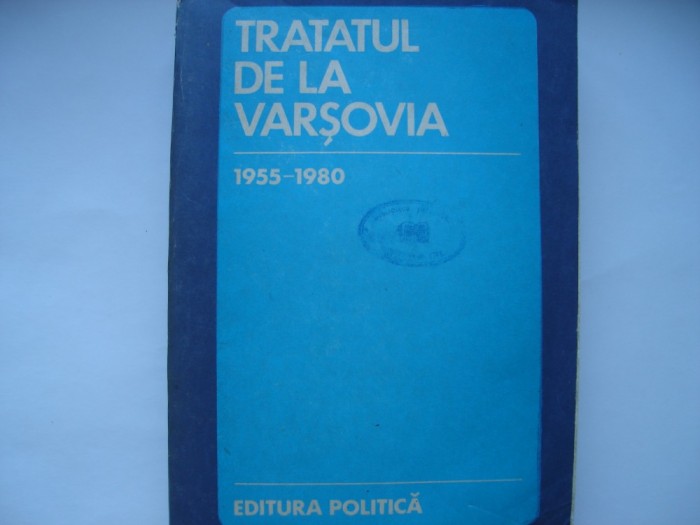 TRATATUL
DE LA
VARȘOVIA
1955-1980
EDITURA POLITICĂ